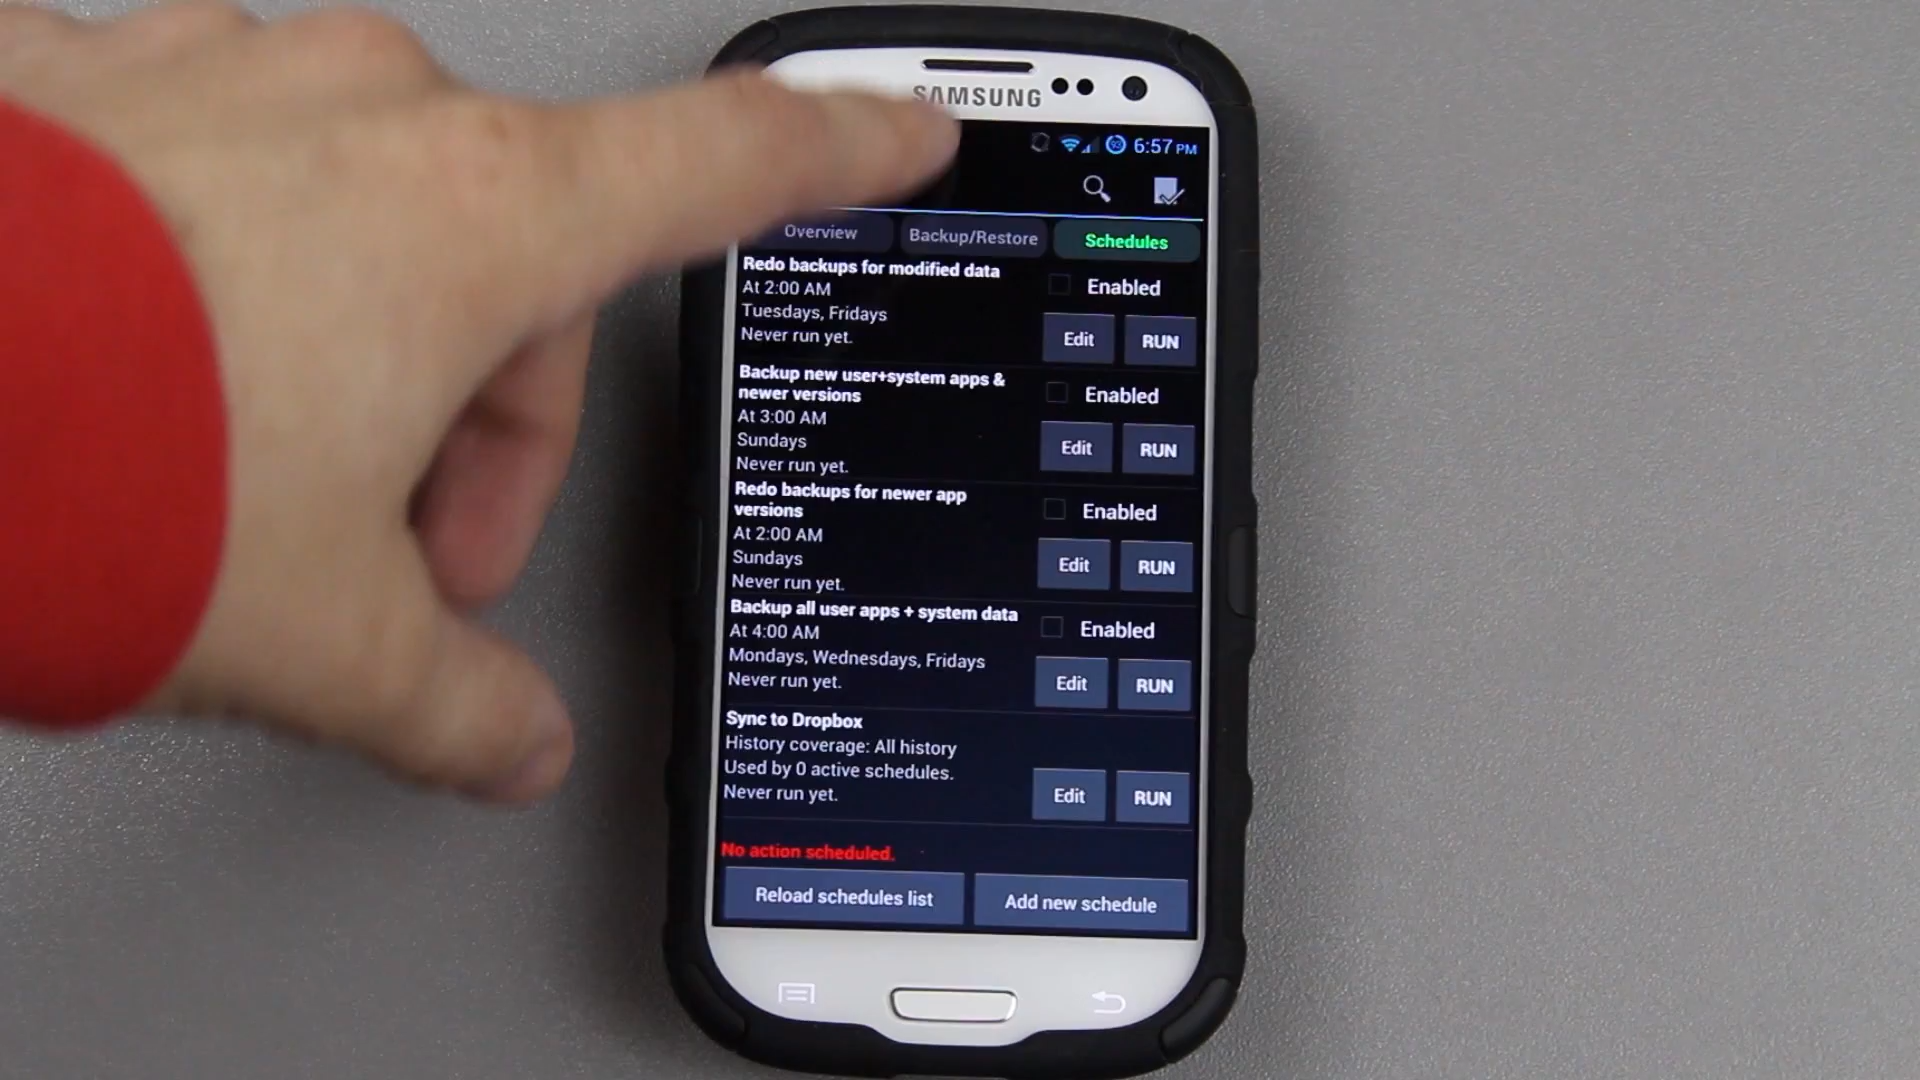 SAMSUNG
6:57 PM
Overview Backup/Restore Schedules
Redo backups for modified data
At 2:00 AM
Tuesdays, Fridays
Never run yet.
Enabled
Edit RUN
Backup new user+system apps &
newer versions
At 3:00 AM
Sundays
Never run yet.
Enabled
Edit RUN
Redo backups for newer app
versions
At 2:00 AM
Sundays
Never run yet.
Enabled
Edit RUN
Backup all user apps + system data
At 4:00 AM
Mondays, Wednesdays, Fridays
Never run yet.
Enabled
Edit RUN
Sync to Dropbox
History coverage: All history
Used by 0 active schedules.
Never run yet.
Edit RUN
No action scheduled.
Reload schedules list Add new schedule